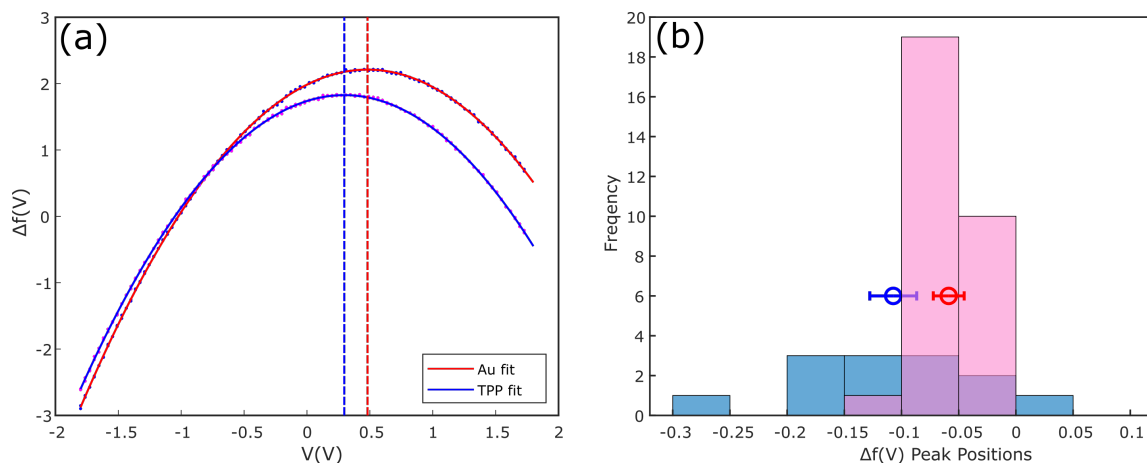 (a)
3
2
1
0
-1
-2
-3
Δf(V)
-2 -1.5 -1 -0.5 0 0.5 1 1.5 2
V(V)
Au fit
TPP fit
(b)
20
18
16
14
12
10
8
6
4
2
0
Freqency
-0.3 -0.25 -0.2 -0.15 -0.1 -0.05 0 0.05 0.1
Δf(V) Peak Positions